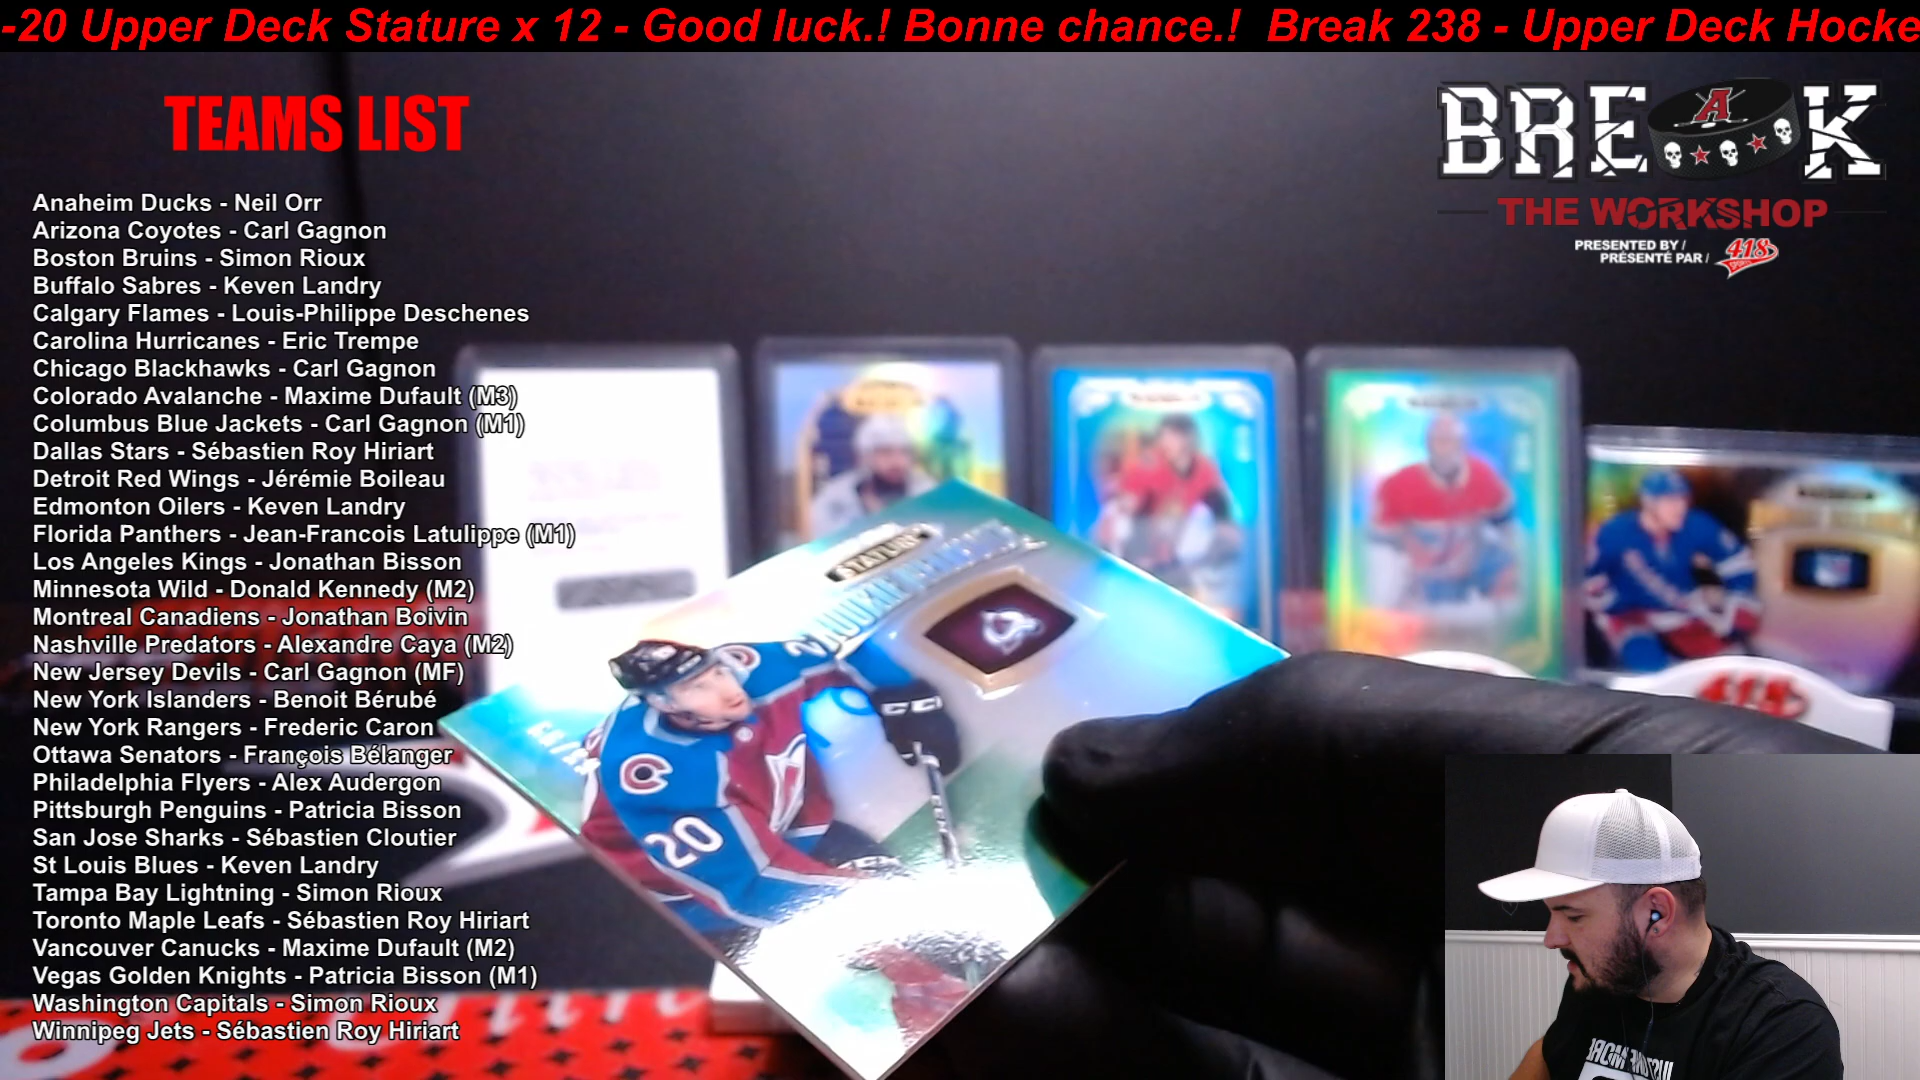 -20 Upper Deck Stature x 12 - Good luck.! Bonne chance.! Break 238 - Upper Deck Hocke
TEAMS LIST
BRE K
A
THE WORKSHOP
PRESENTED BY /
PRÉSENTÉ PAR /
418
Anaheim Ducks - Neil Orr
Arizona Coyotes - Carl Gagnon
Boston Bruins - Simon Rioux
Buffalo Sabres - Keven Landry
Calgary Flames - Louis-Philippe Deschenes
Carolina Hurricanes - Eric Trempe
Chicago Blackhawks - Carl Gagnon
Colorado Avalanche - Maxime Dufault (M3)
Columbus Blue Jackets - Carl Gagnon (M1)
Dallas Stars - Sébastien Roy Hiriart
Detroit Red Wings - Jérémie Boileau
Edmonton Oilers - Keven Landry
Florida Panthers - Jean-Francois Latulippe (M1)
Los Angeles Kings - Jonathan Bisson
Minnesota Wild - Donald Kennedy (M2)
Montreal Canadiens - Jonathan Boivin
Nashville Predators - Alexandre Caya (M2)
New Jersey Devils - Carl Gagnon (MF)
New York Islanders - Benoit Bérubé
New York Rangers - Frederic Caron
Ottawa Senators - François Bélanger
Philadelphia Flyers - Alex Audergon
Pittsburgh Penguins - Patricia Bisson
San Jose Sharks - Sébastien Cloutier
St Louis Blues - Keven Landry
Tampa Bay Lightning - Simon Rioux
Toronto Maple Leafs - Sébastien Roy Hiriart
Vancouver Canucks - Maxime Dufault (M2)
Vegas Golden Knights - Patricia Bisson (M1)
Washington Capitals - Simon Rioux
Winnipeg Jets - Sébastien Roy Hiriart
STATURE
CCM
20
418